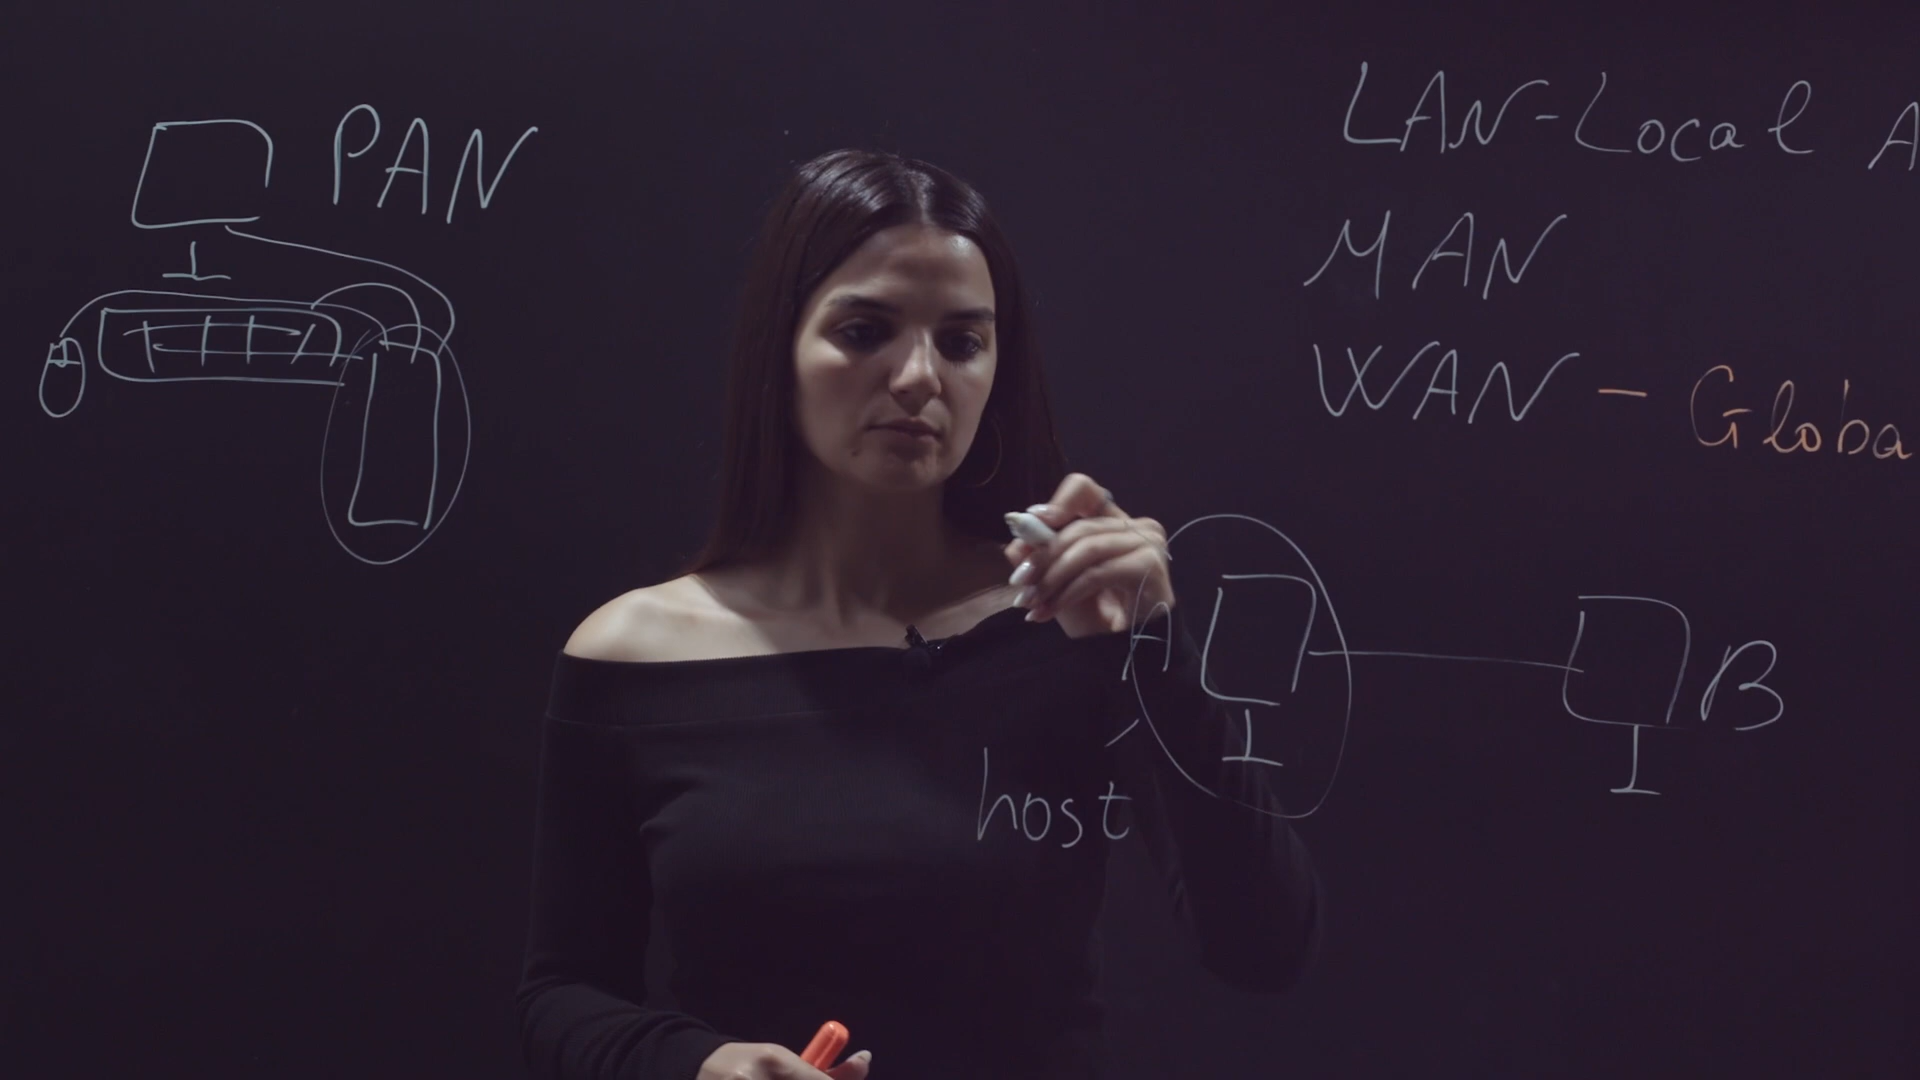 PAN
LAN-Local A
MAN
WAN - Globa
A
B
host